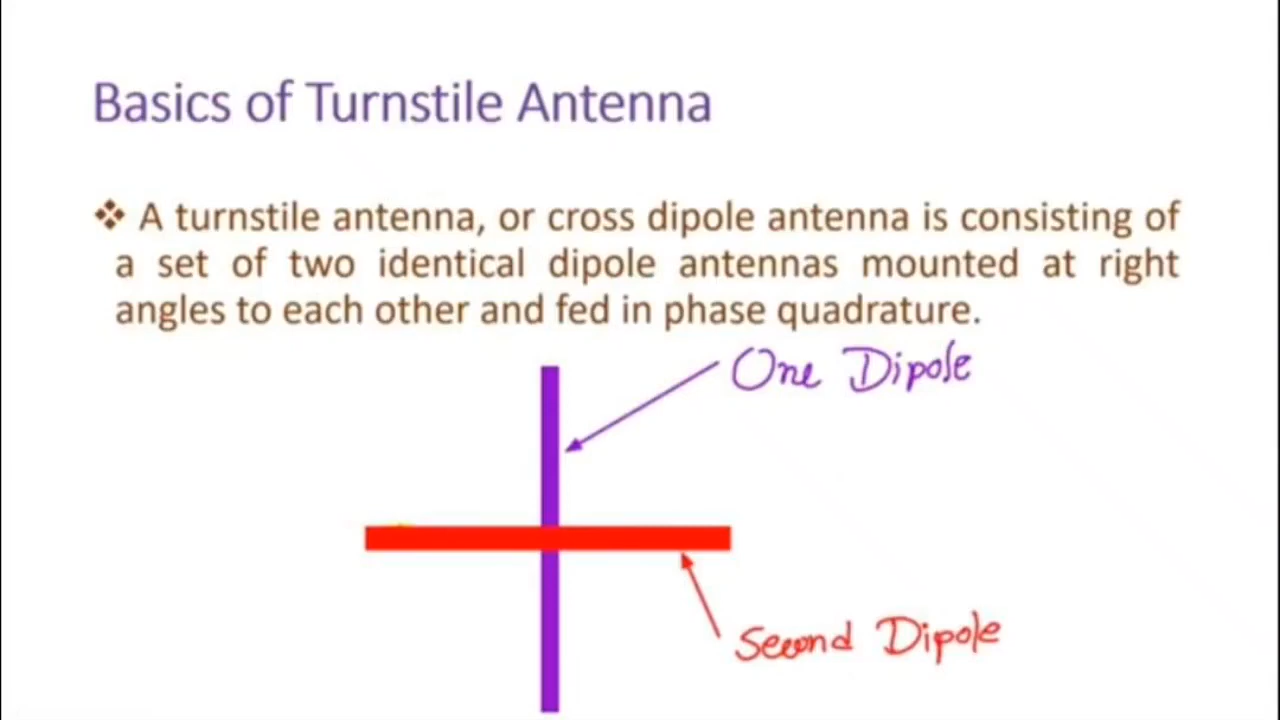 Basics of Turnstile Antenna
❖ A turnstile antenna, or cross dipole antenna is consisting of
a set of two identical dipole antennas mounted at right
angles to each other and fed in phase quadrature.
One Dipole
Second Dipole